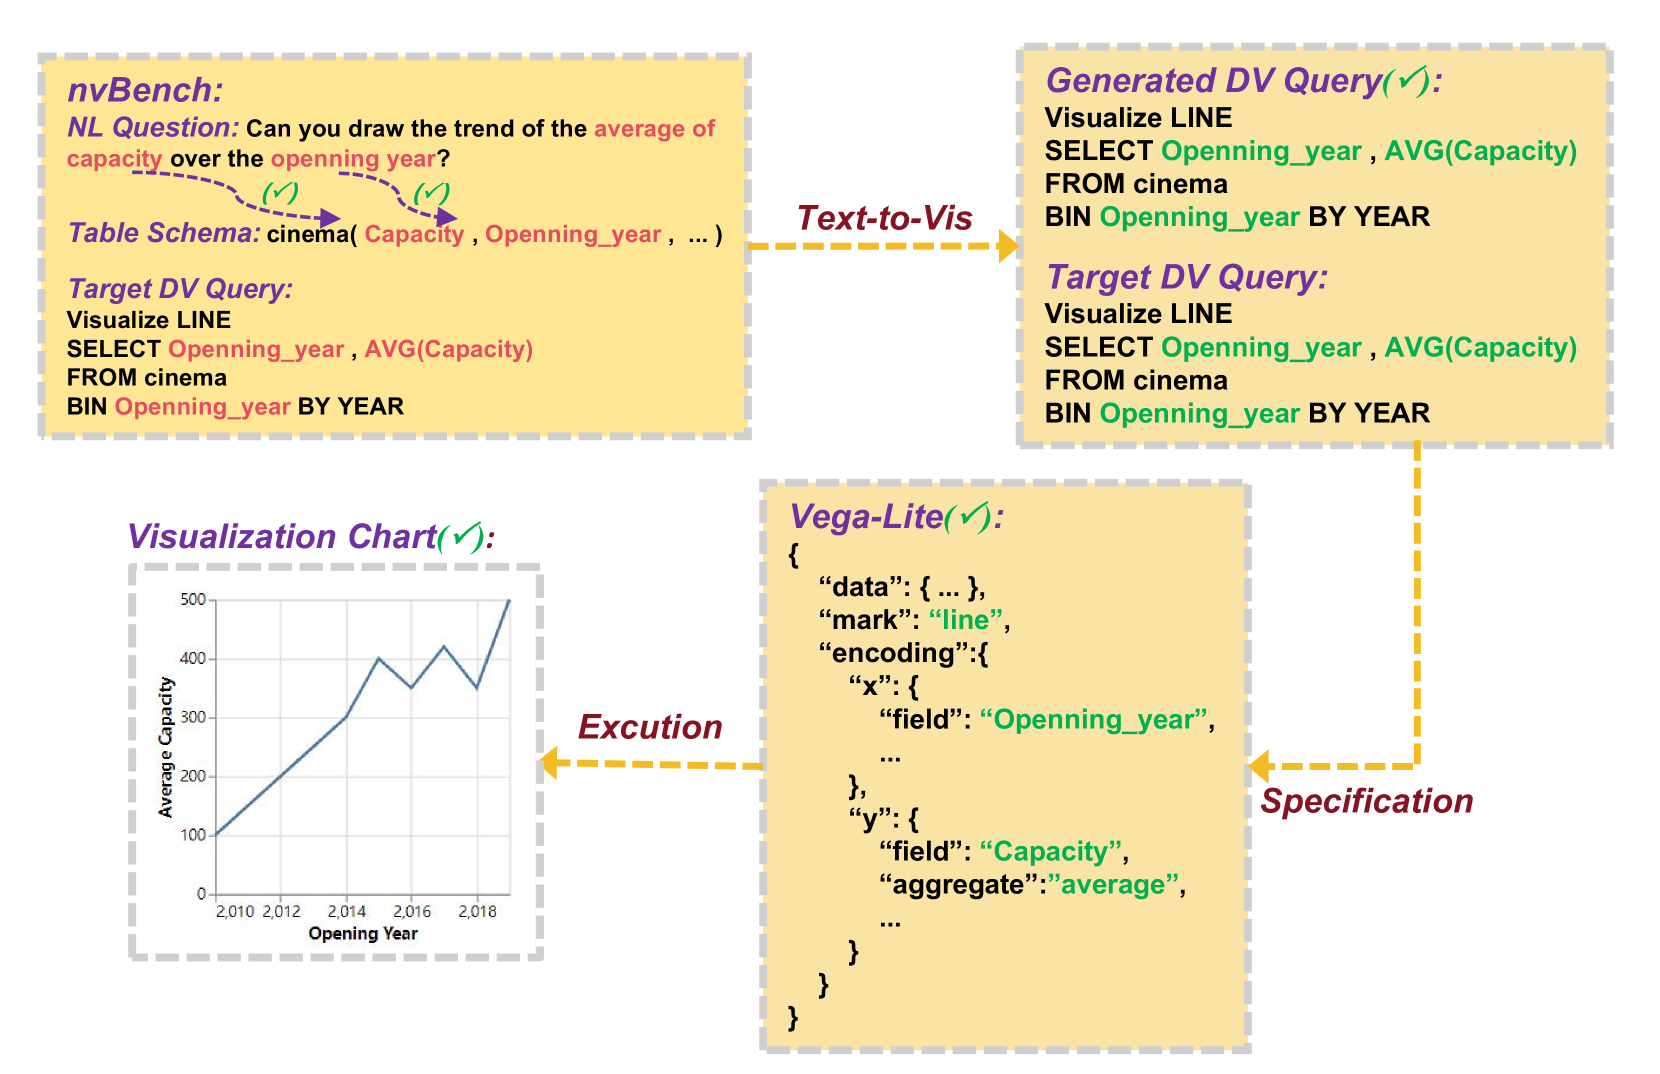 nvBench:
NL Question: Can you draw the trend of the average of
capacity over the openning year?
(✓) (✓)
Table Schema: cinema( Capacity , Openning_year , ... )
Target DV Query:
Visualize LINE
SELECT Openning_year , AVG(Capacity)
FROM cinema
BIN Openning_year BY YEAR
Text-to-Vis
Generated DV Query(✓):
Visualize LINE
SELECT Openning_year , AVG(Capacity)
FROM cinema
BIN Openning_year BY YEAR
Target DV Query:
Visualize LINE
SELECT Openning_year , AVG(Capacity)
FROM cinema
BIN Openning_year BY YEAR
Specification
Vega-Lite(✓):
{
“data”: { ... },
“mark”: “line”,
“encoding”:{
“x”: {
“field”: “Openning_year”,
...
},
“y”: {
“field”: “Capacity”,
“aggregate”:”average”,
...
}
}
}
Excution
Visualization Chart(✓):
500
400
300
200
100
0
Average Capacity
2,010 2,012 2,014 2,016 2,018
Opening Year